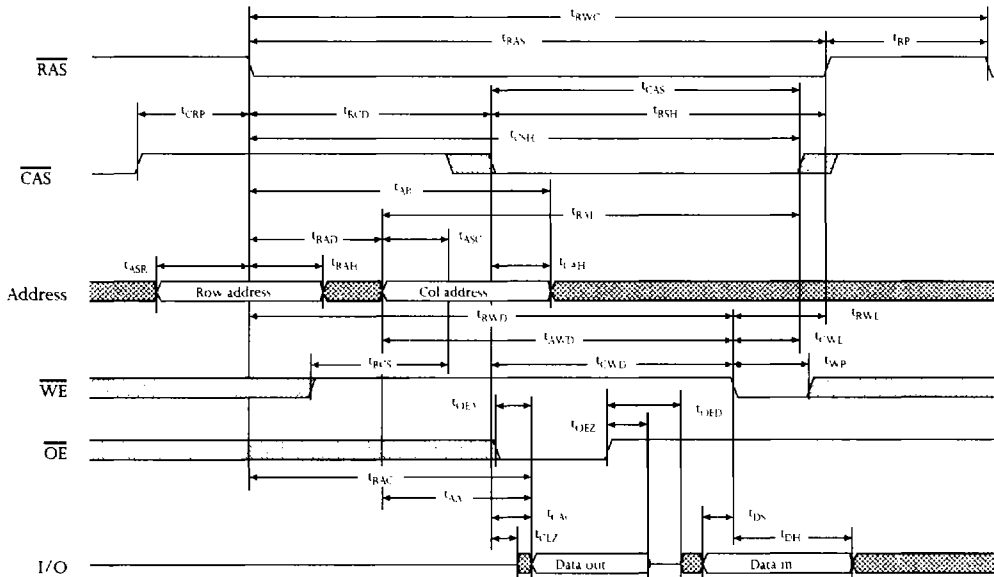 tRWC
tRAS
tRP
RAS
tCAS
tCRP
tRCD
tRSH
tCSH
CAS
tAR
tRAL
tRAD
tASC
tASR
tRAH
tCAH
Address
Row address
Col address
tRWD
tRWL
tAWD
tCWL
tRCS
tCWD
tWP
WE
tOEA
tOED
tOEZ
OE
tRAC
tAA
tCAC
tDS
tCLZ
tDH
I/O
Data out
Data in